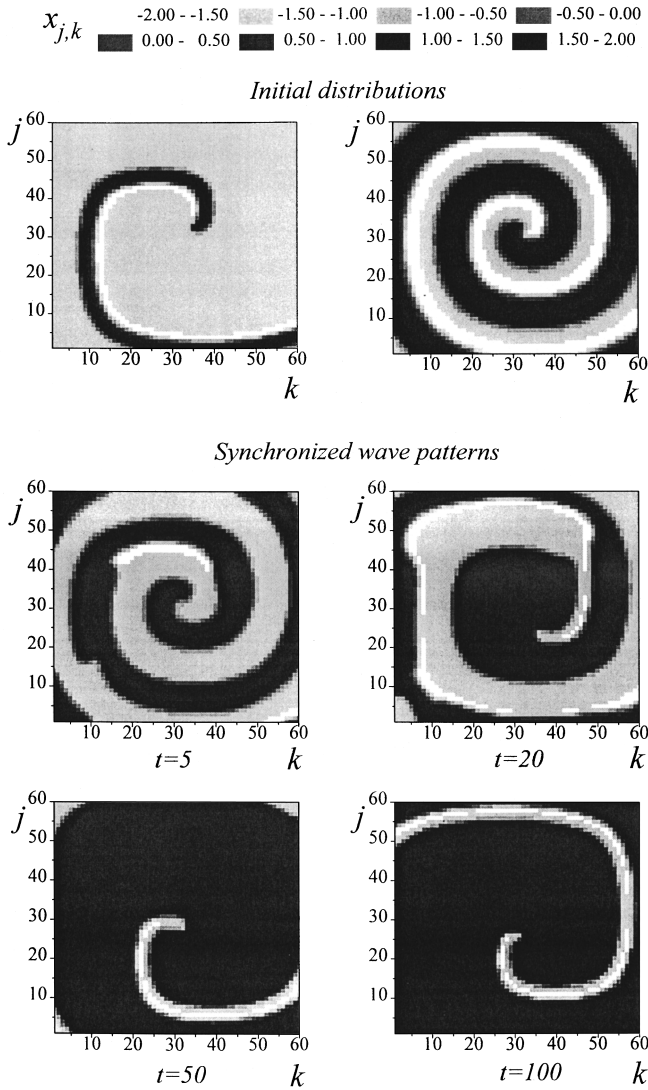 x_{j,k} -2.00 - -1.50 -1.50 - -1.00 -1.00 - -0.50 -0.50 - 0.00
0.00 - 0.50 0.50 - 1.00 1.00 - 1.50 1.50 - 2.00
Initial distributions
j 60 50 40 30 20 10
10 20 30 40 50 60
k
j 60 50 40 30 20 10
10 20 30 40 50 60
k
Synchronized wave patterns
j 60 50 40 30 20 10
10 20 30 40 50 60
t=5 k
j 60 50 40 30 20 10
10 20 30 40 50 60
t=20 k
j 60 50 40 30 20 10
10 20 30 40 50 60
t=50 k
j 60 50 40 30 20 10
10 20 30 40 50 60
t=100 k